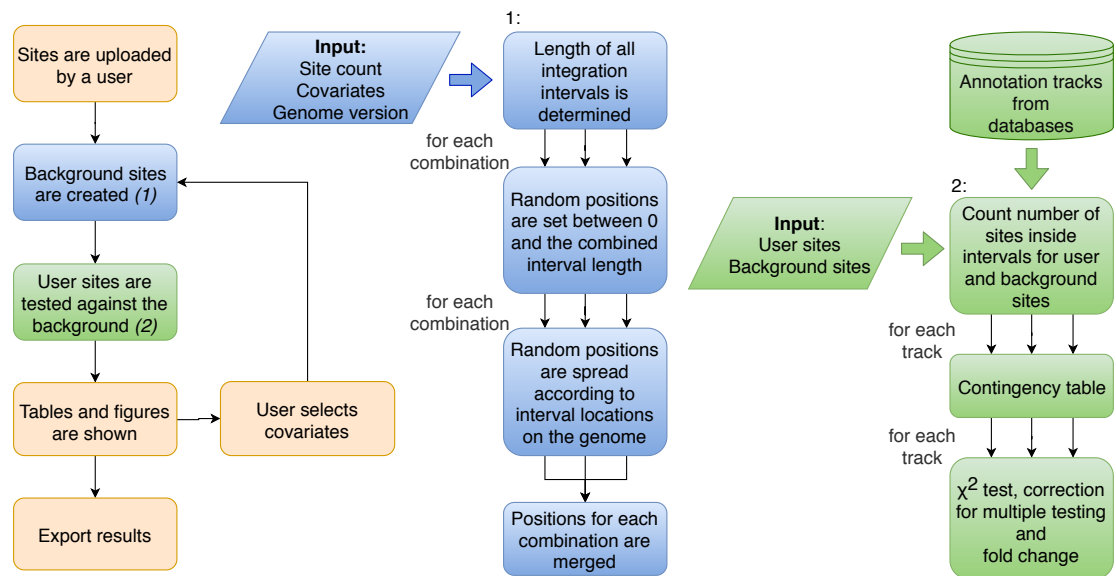 Sites are uploaded
by a user
Background sites
are created (1)
User sites are
tested against the
background (2)
Tables and figures
are shown
User selects
covariates
Export results
1:
Input:
Site count
Covariates
Genome version
Length of all
integration
intervals is
determined
for each
combination
Random positions
are set between 0
and the combined
interval length
for each
combination
Random positions
are spread
according to
interval locations
on the genome
Positions for each
combination are
merged
Annotation tracks
from
databases
2:
Input:
User sites
Background sites
Count number of
sites inside
intervals for user
and background
sites
for each
track
Contingency table
for each
track
χ² test, correction
for multiple testing
and
fold change